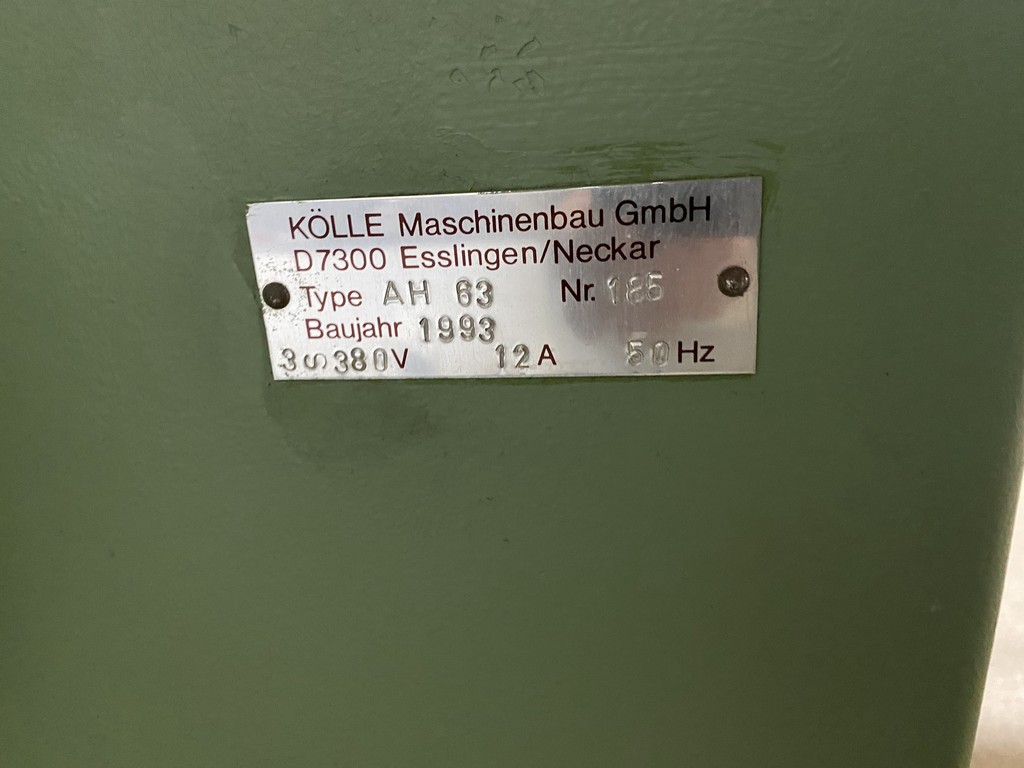 KÖLLE Maschinenbau GmbH
D7300 Esslingen/Neckar
Type AH 63 Nr. 185
Baujahr 1993
3∽380V 12A 50Hz